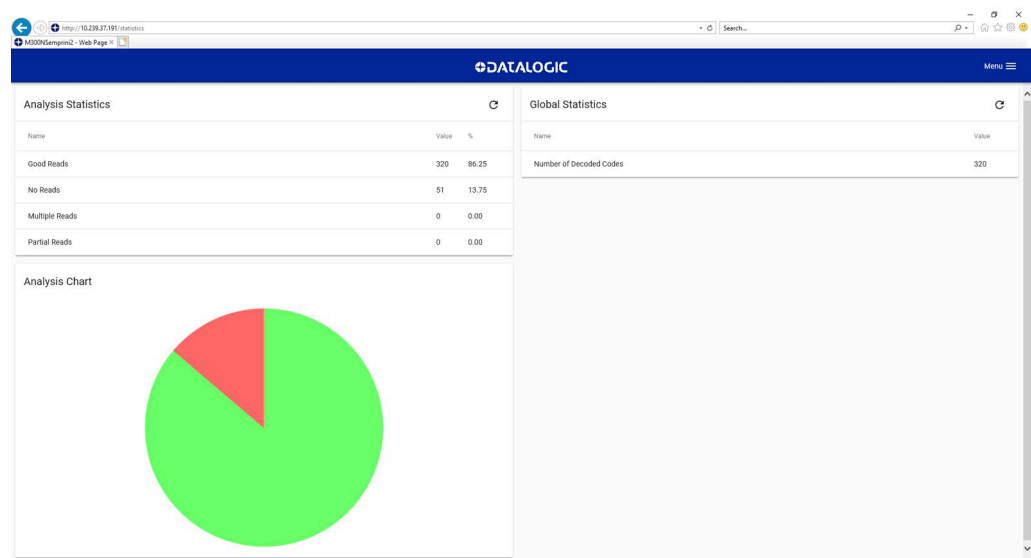 http://10.239.37.191/statistics
Search...
M300NSemprini2 - Web Page
DATALOGIC
Menu
Analysis Statistics
Name Value %
Good Reads 320 86.25
No Reads 51 13.75
Multiple Reads 0 0.00
Partial Reads 0 0.00
Analysis Chart
Global Statistics
Name Value
Number of Decoded Codes 320